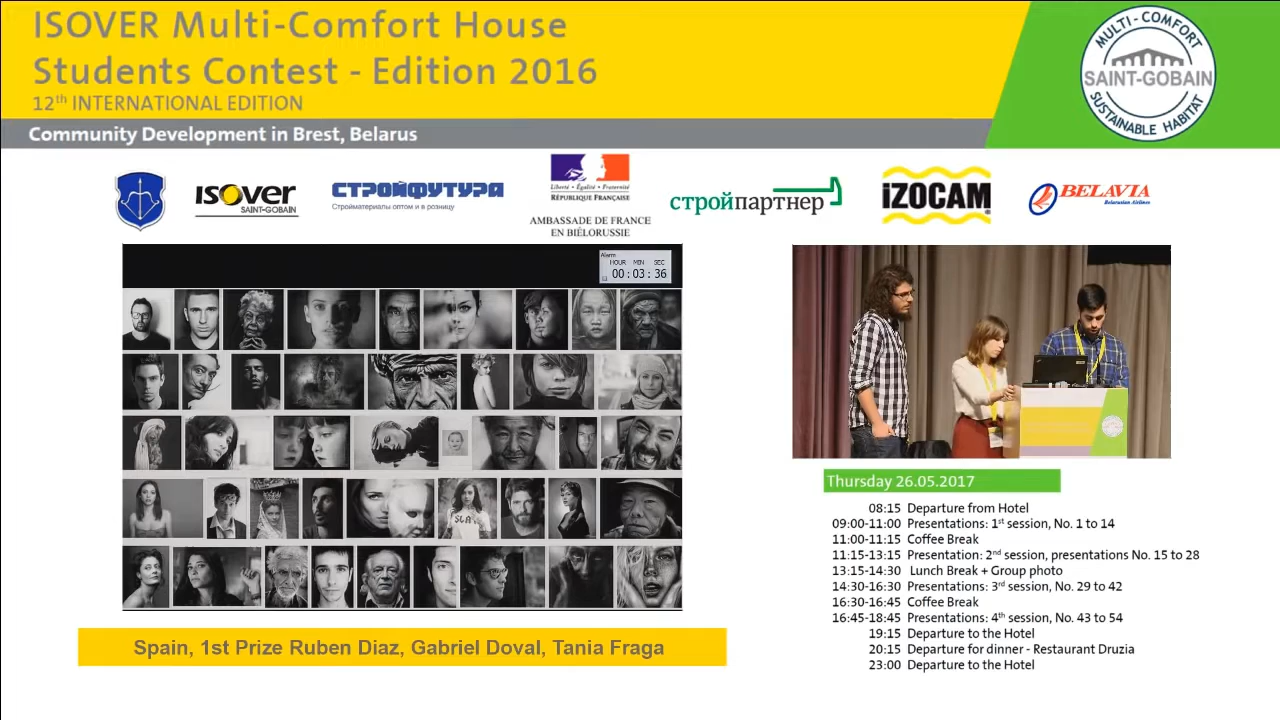 ISOVER Multi-Comfort House
Students Contest - Edition 2016
12th INTERNATIONAL EDITION
Community Development in Brest, Belarus
MULTI-COMFORT
SAINT-GOBAIN
SUSTAINABLE HABITAT
isover
SAINT-GOBAIN
СТРОЙФУТУРА
Стройматериалы оптом и в розницу
Liberté • Égalité • Fraternité
RÉPUBLIQUE FRANÇAISE
AMBASSADE DE FRANCE
EN BIÉLORUSSIE
стройпартнер
iZOCAM
BELAVIA
Belarusian Airlines
Alarm
HOUR MIN SEC
00:03:36
Spain, 1st Prize Ruben Diaz, Gabriel Doval, Tania Fraga
Thursday 26.05.2017
08:15 Departure from Hotel
09:00-11:00 Presentations: 1st session, No. 1 to 14
11:00-11:15 Coffee Break
11:15-13:15 Presentation: 2nd session, presentations No. 15 to 28
13:15-14:30 Lunch Break + Group photo
14:30-16:30 Presentations: 3rd session, No. 29 to 42
16:30-16:45 Coffee Break
16:45-18:45 Presentations: 4th session, No. 43 to 54
19:15 Departure to the Hotel
20:15 Departure for dinner - Restaurant Druzia
23:00 Departure to the Hotel